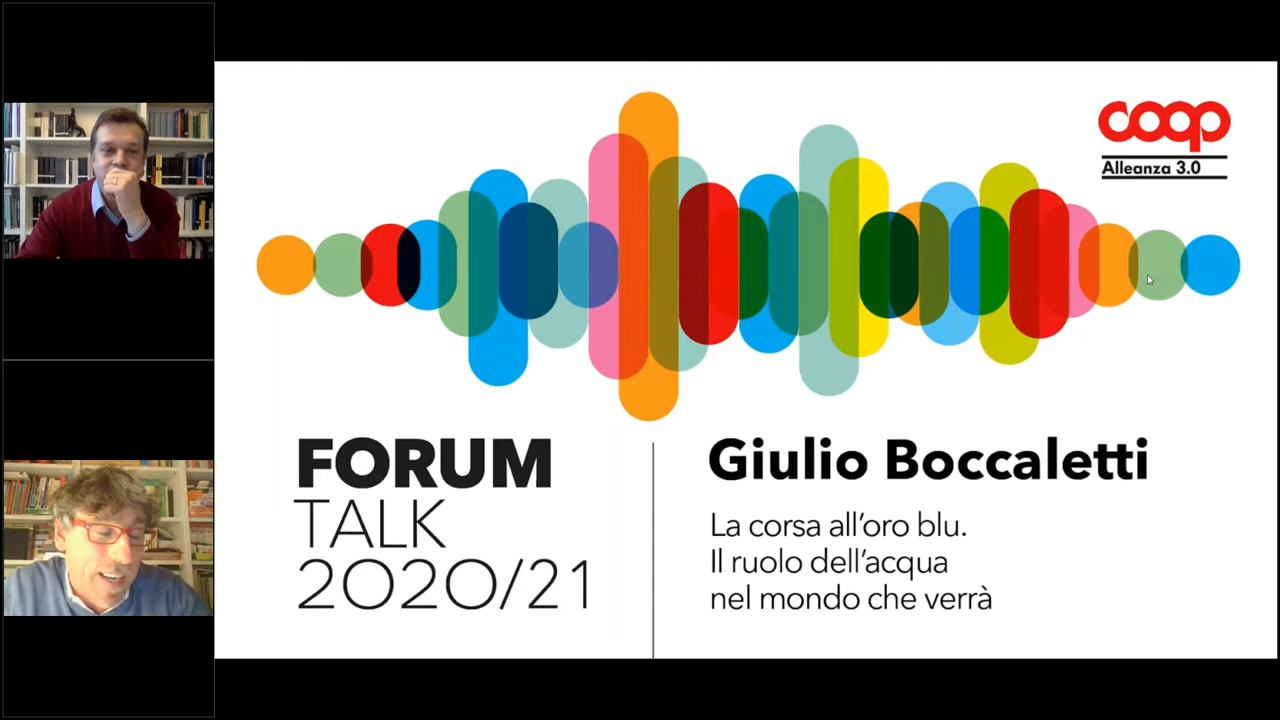 coop
Alleanza 3.0
FORUM
TALK
2020/21
Giulio Boccaletti
La corsa all'oro blu.
Il ruolo dell'acqua
nel mondo che verrà